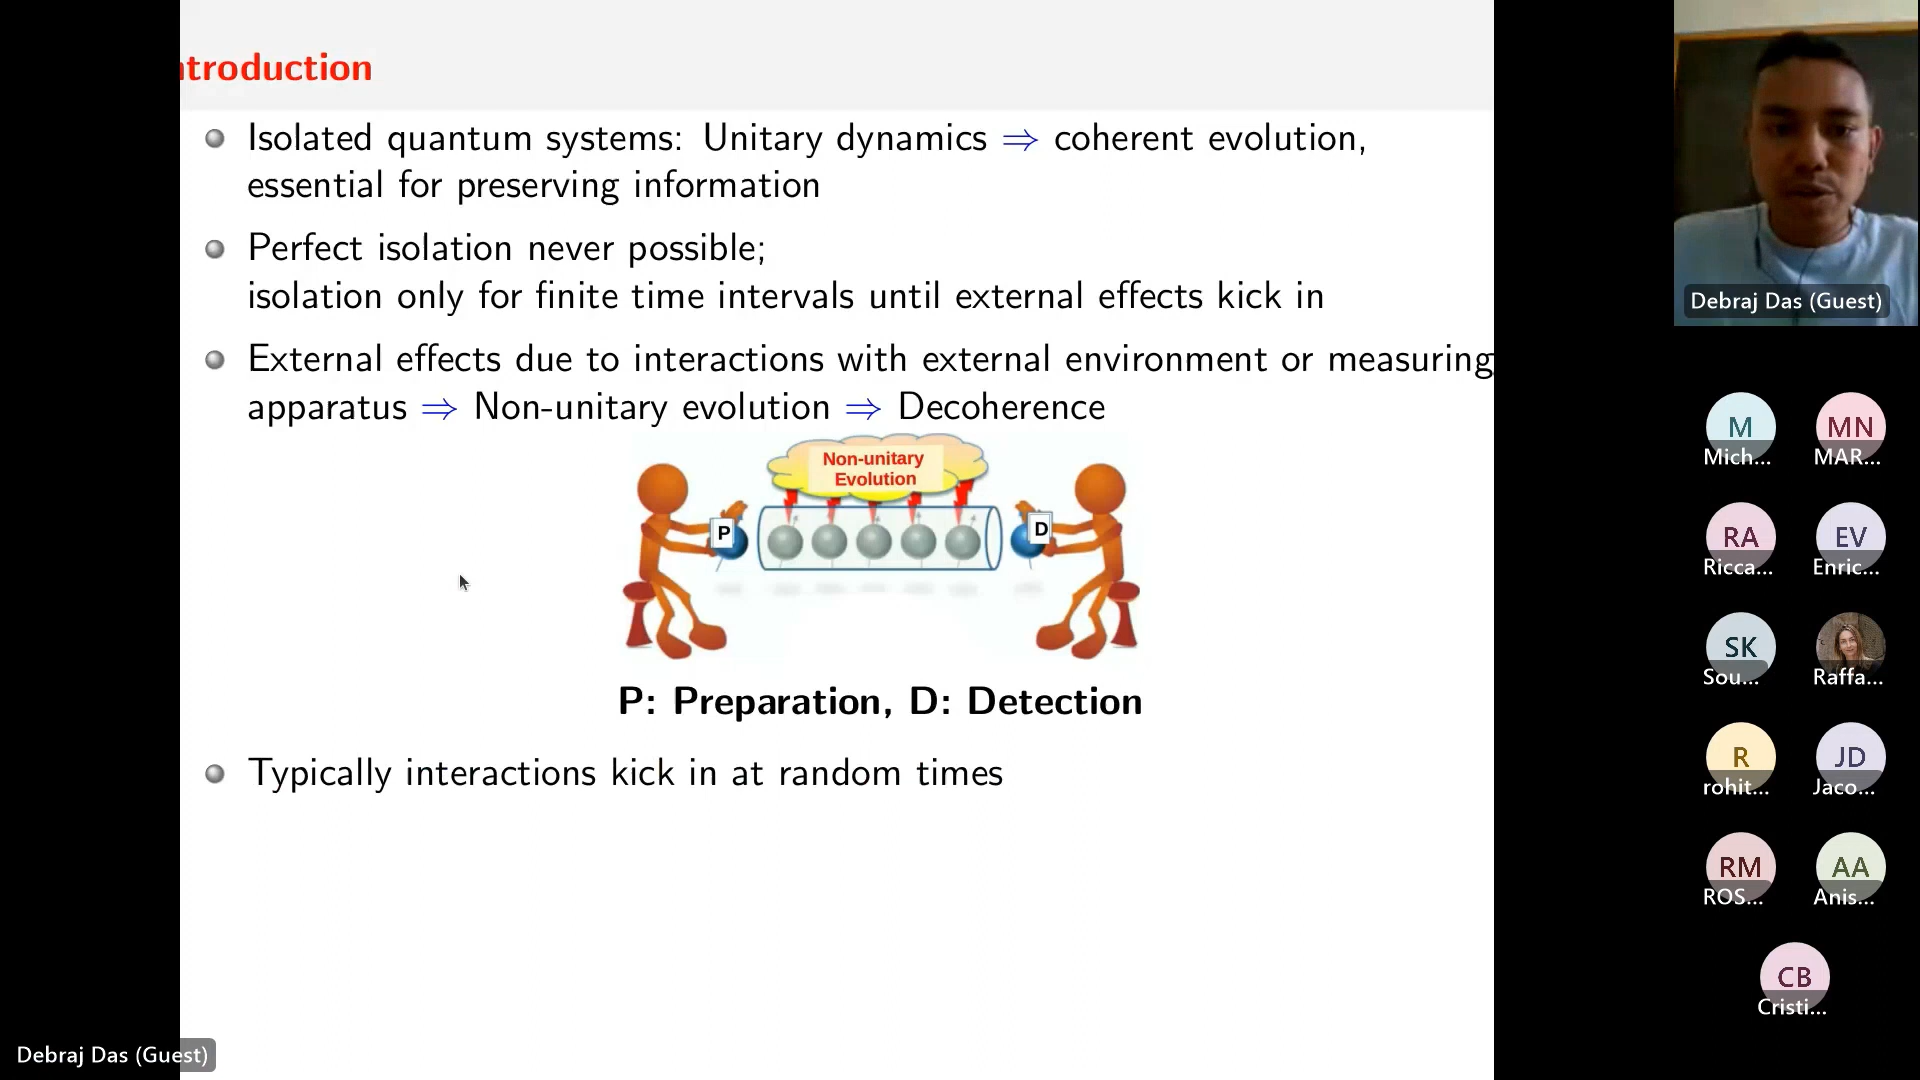 ntroduction
Isolated quantum systems: Unitary dynamics ⇒ coherent evolution,
essential for preserving information
Perfect isolation never possible;
isolation only for finite time intervals until external effects kick in
External effects due to interactions with external environment or measuring
apparatus ⇒ Non-unitary evolution ⇒ Decoherence
Non-unitary
Evolution
P
D
P: Preparation, D: Detection
Typically interactions kick in at random times
Debraj Das (Guest)
Debraj Das (Guest)
M
MN
Mich...
MAR...
RA
EV
Ricca...
Enric...
SK
Sou...
Raffa...
R
JD
rohit...
Jaco...
RM
AA
ROS...
Anis...
CB
Cristi...